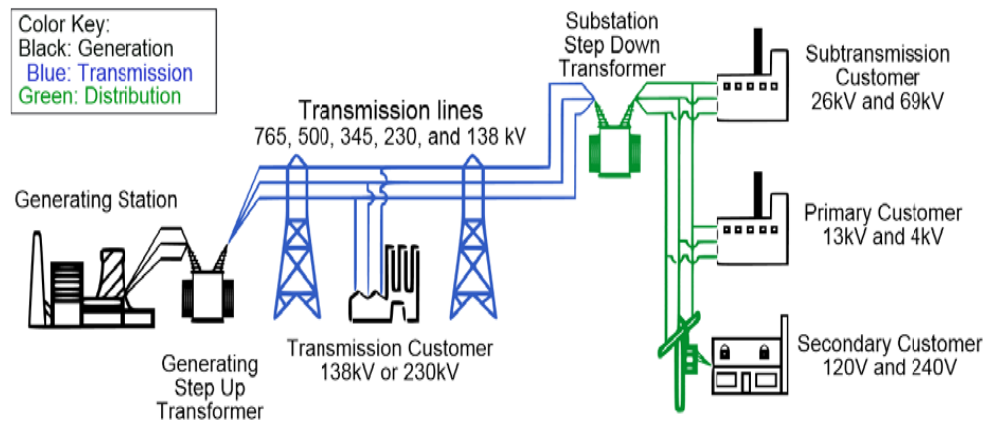 Color Key:
Black: Generation
Blue: Transmission
Green: Distribution
Substation
Step Down
Transformer
Subtransmission
Customer
26kV and 69kV
Transmission lines
765, 500, 345, 230, and 138 kV
Generating Station
Primary Customer
13kV and 4kV
Transmission Customer
138kV or 230kV
Generating
Step Up
Transformer
Secondary Customer
120V and 240V